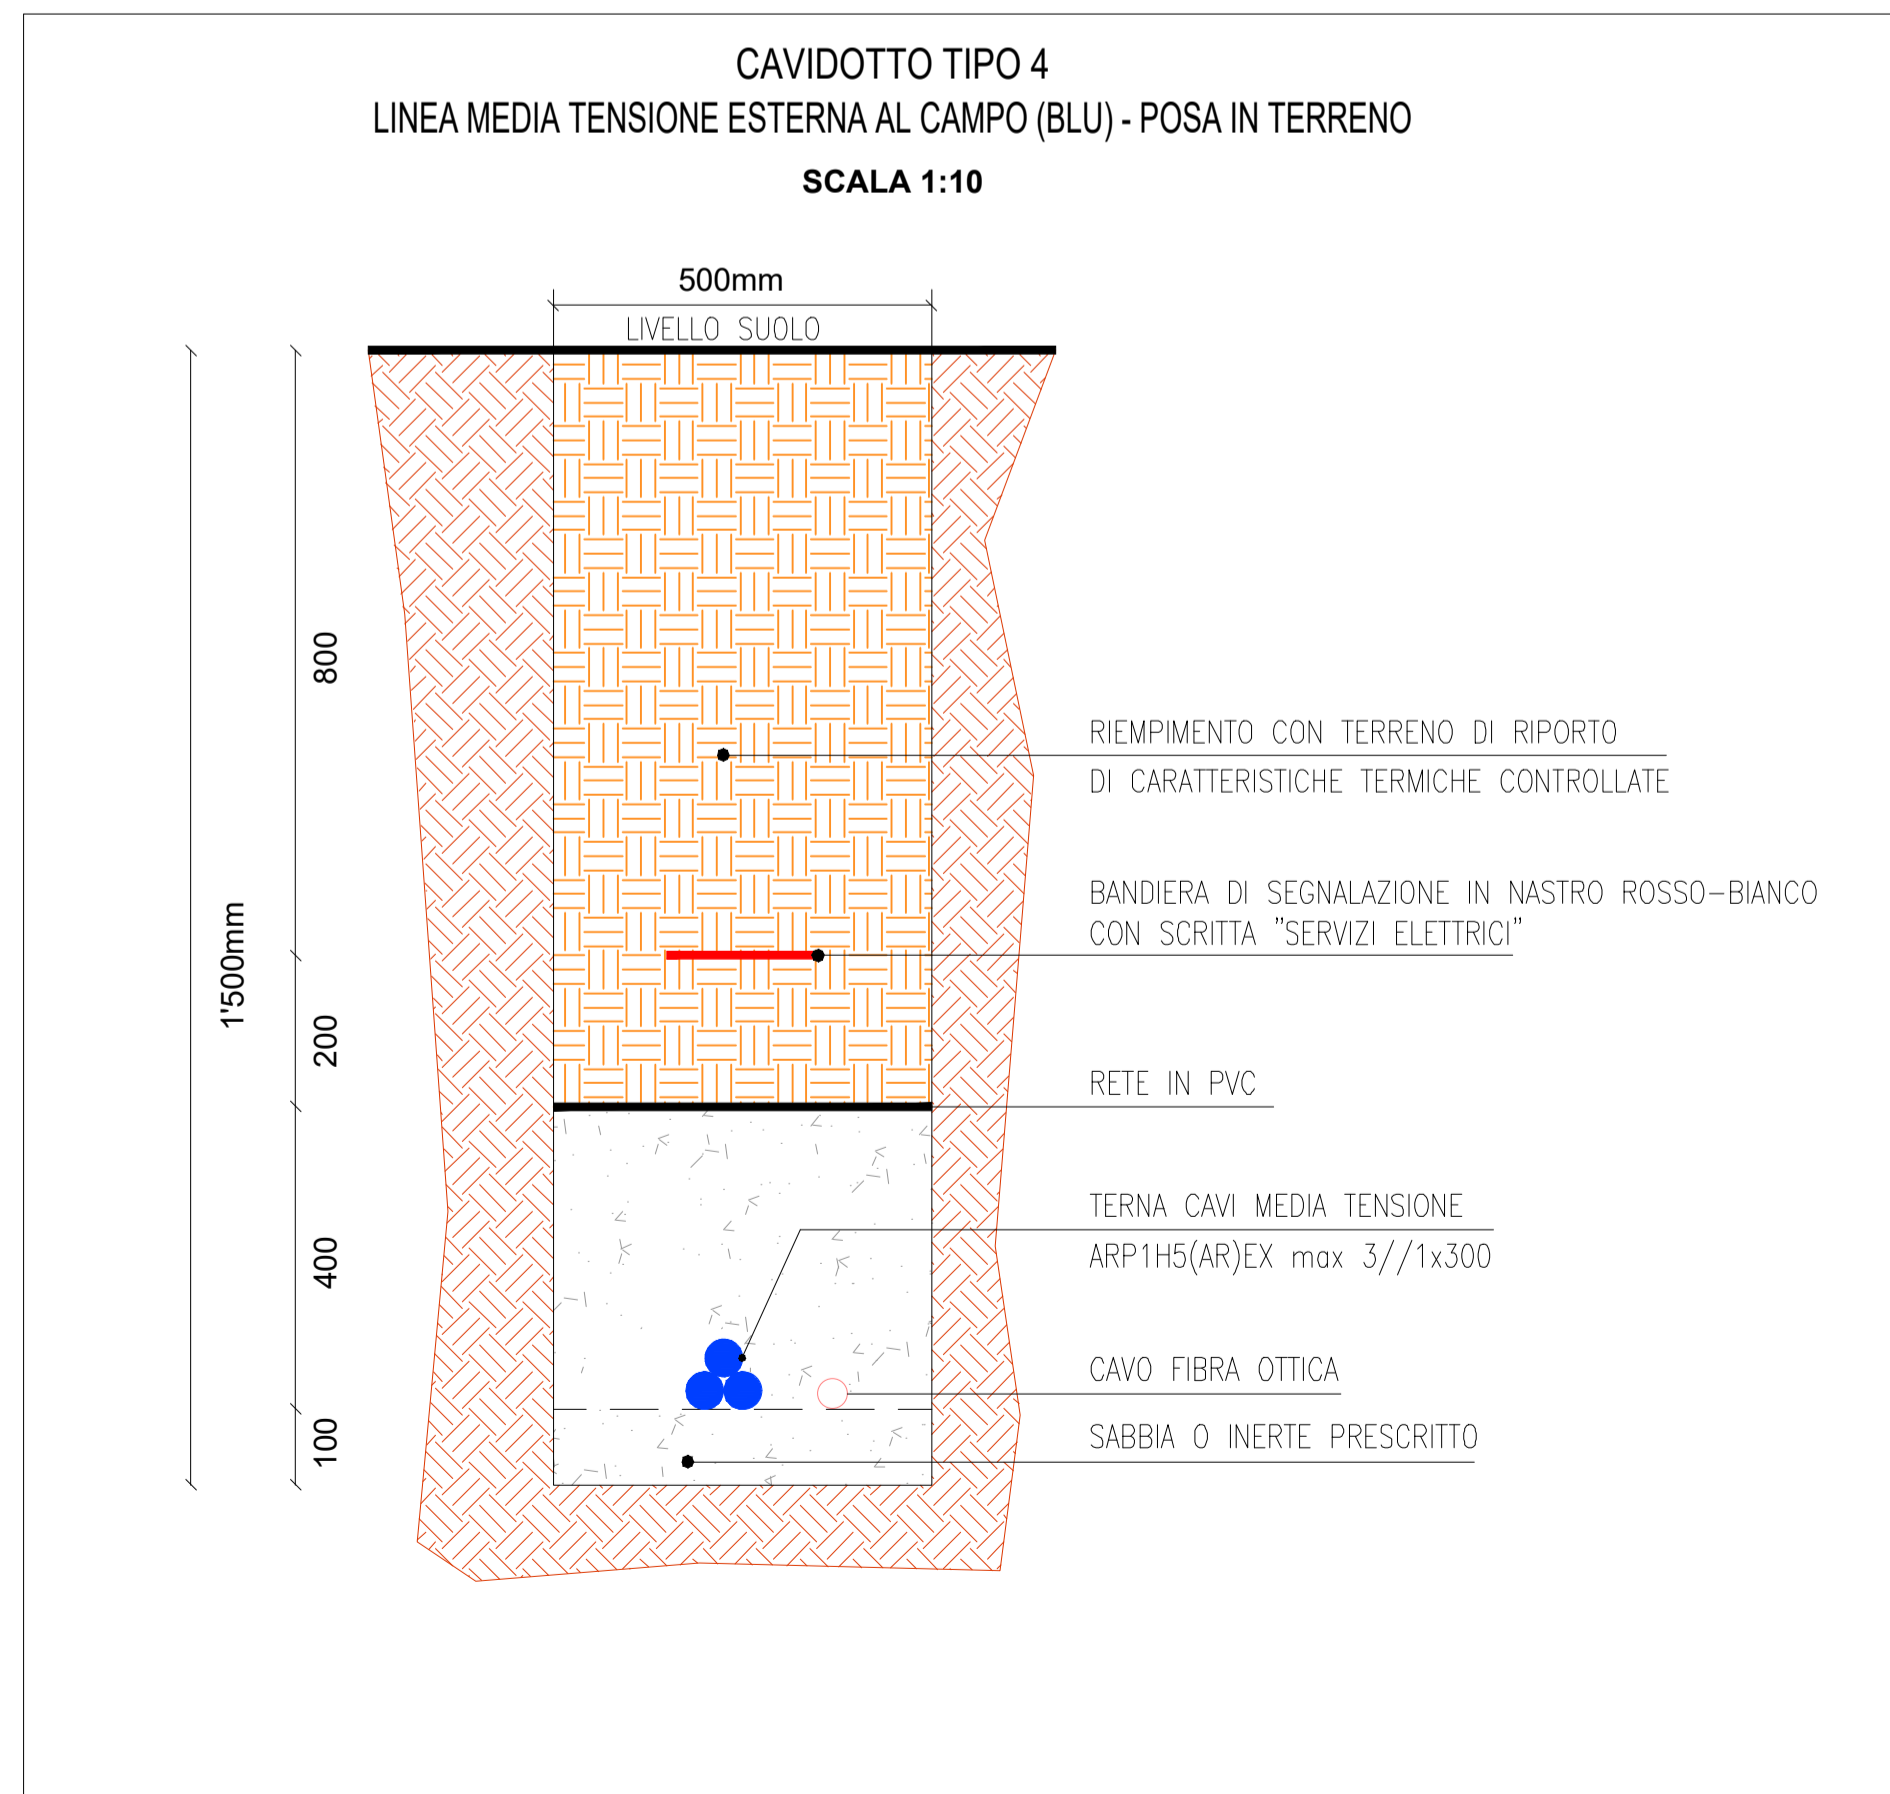 CAVIDOTTO TIPO 4
LINEA MEDIA TENSIONE ESTERNA AL CAMPO (BLU) - POSA IN TERRENO
SCALA 1:10
500mm
LIVELLO SUOLO
800
RIEMPIMENTO CON TERRENO DI RIPORTO
DI CARATTERISTICHE TERMICHE CONTROLLATE
BANDIERA DI SEGNALAZIONE IN NASTRO ROSSO-BIANCO
CON SCRITTA "SERVIZI ELETTRICI"
1'500mm
200
RETE IN PVC
TERNA CAVI MEDIA TENSIONE
ARP1H5(AR)EX max 3//1x300
400
CAVO FIBRA OTTICA
100
SABBIA O INERTE PRESCRITTO